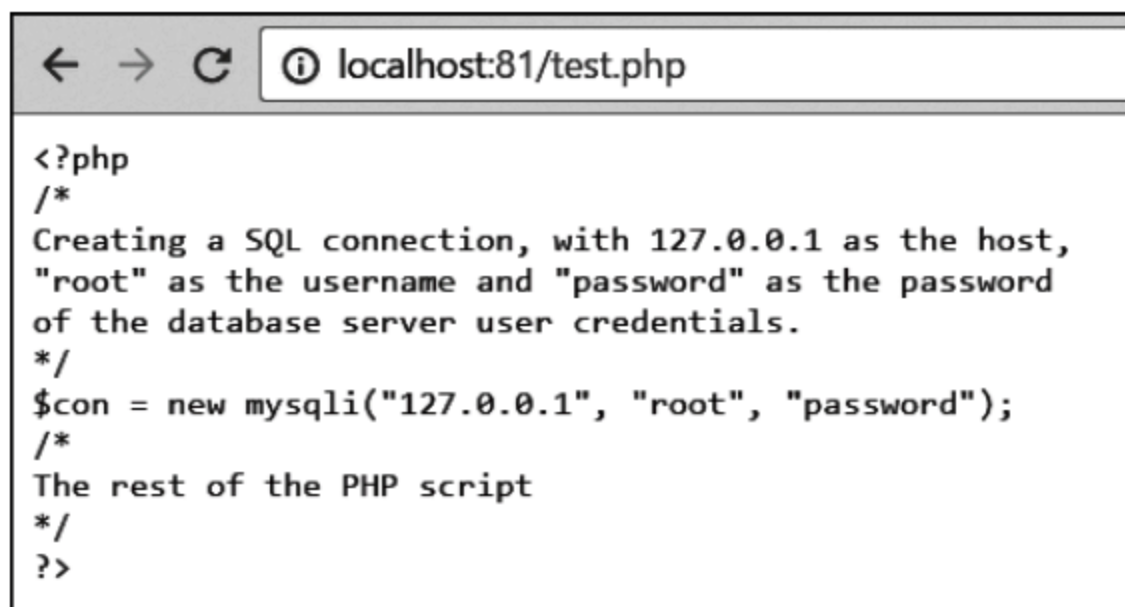 localhost:81/test.php
<?php
/*
Creating a SQL connection, with 127.0.0.1 as the host,
"root" as the username and "password" as the password
of the database server user credentials.
*/
$con = new mysqli("127.0.0.1", "root", "password");
/*
The rest of the PHP script
*/
?>